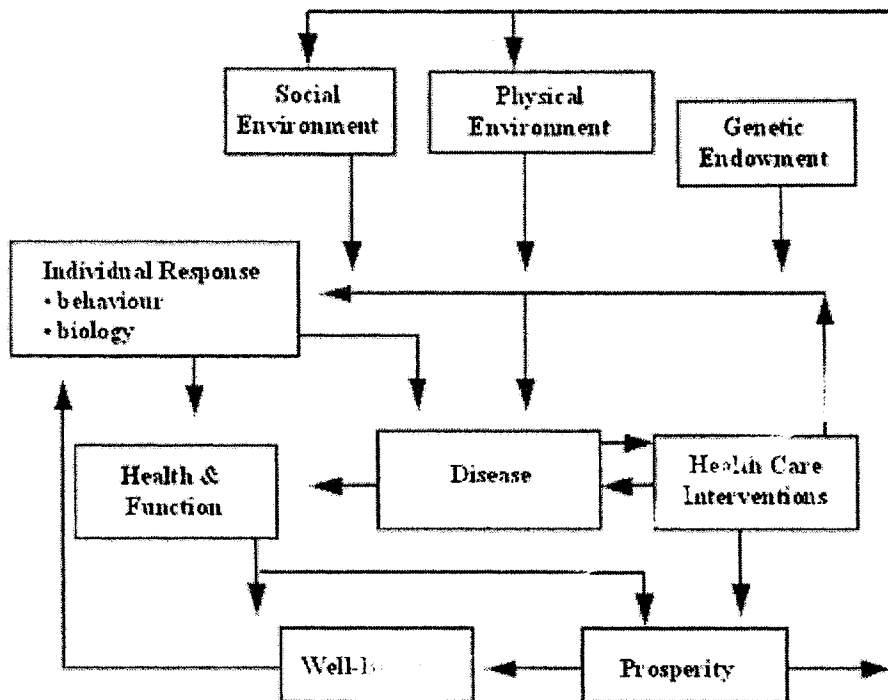 Social
Environment
Physical
Environment
Genetic
Endowment
Individual Response
• behaviour
• biology
Health &
Function
Disease
Health Care
Interventions
Prosperity